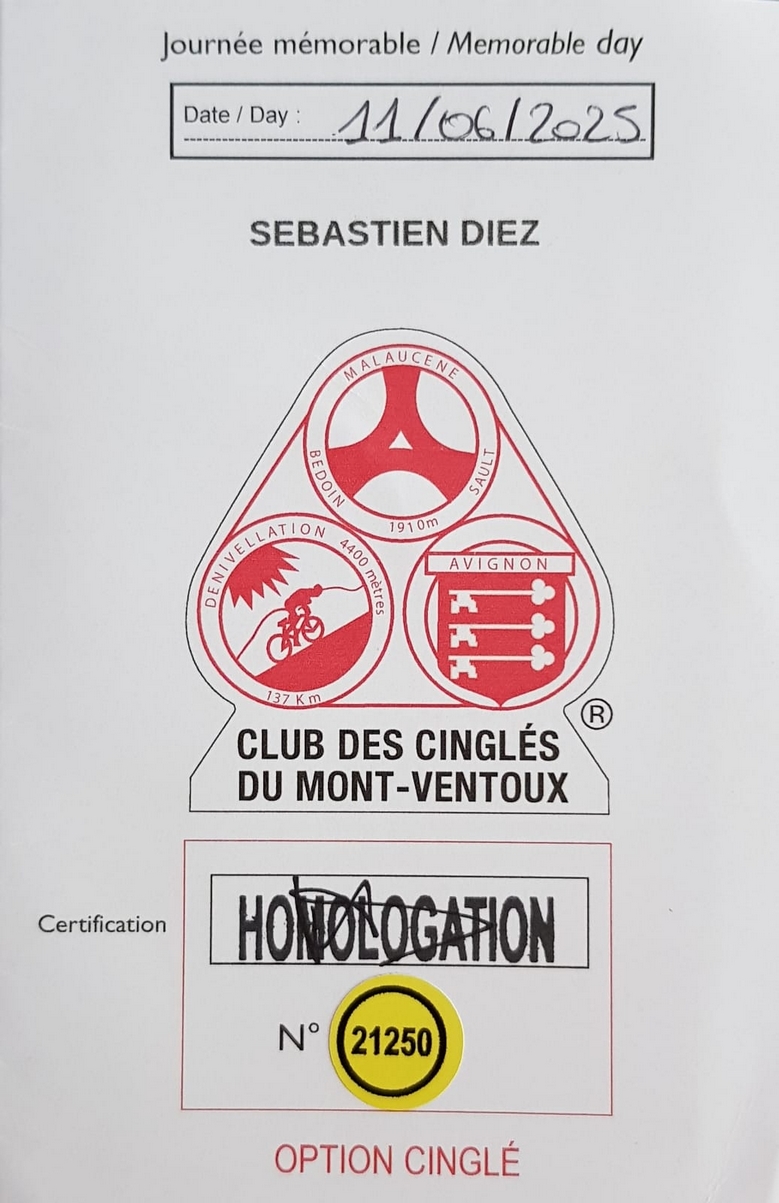 Journée mémorable / Memorable day
Date / Day : 11/06/2025
SEBASTIEN DIEZ
MALAUCENE
BEDOIN
SAULT
1910m
DENIVELLATION 4400 mètres
137 Km
AVIGNON
®
CLUB DES CINGLÉS
DU MONT-VENTOUX
Certification
HOMOLOGATION
N° 21250
OPTION CINGLÉ